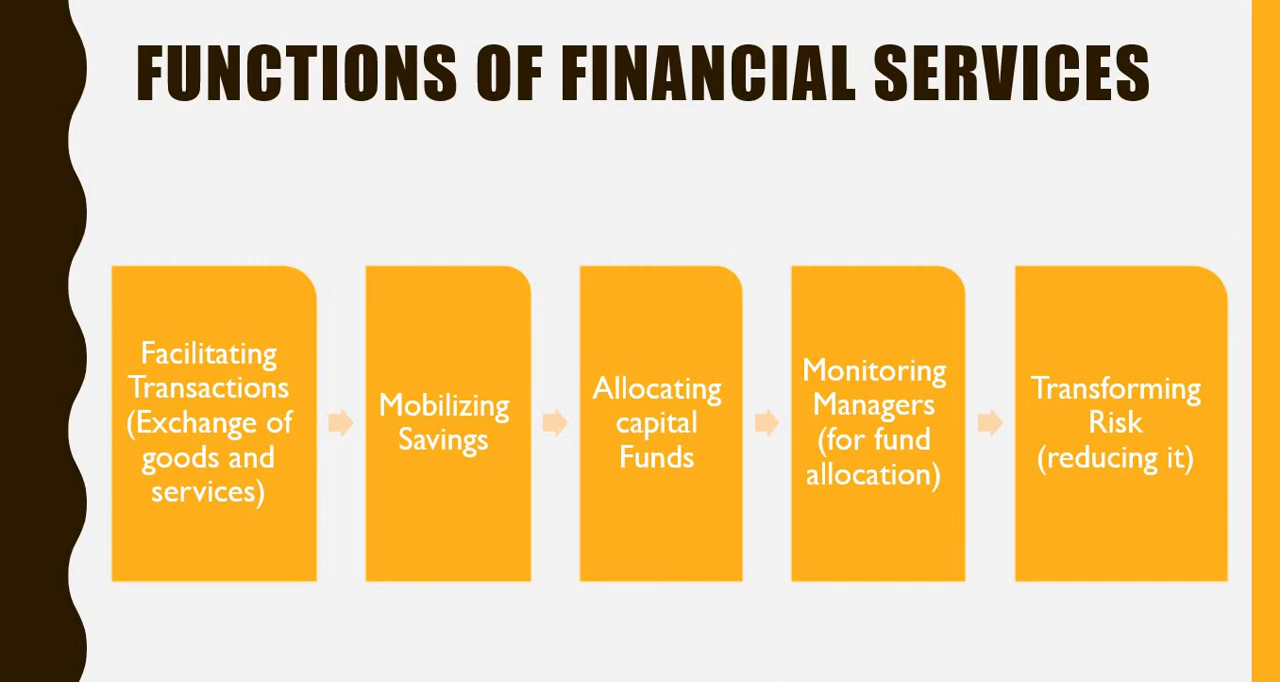 FUNCTIONS OF FINANCIAL SERVICES
Facilitating
Transactions
(Exchange of
goods and
services)
Mobilizing
Savings
Allocating
capital
Funds
Monitoring
Managers
(for fund
allocation)
Transforming
Risk
(reducing it)